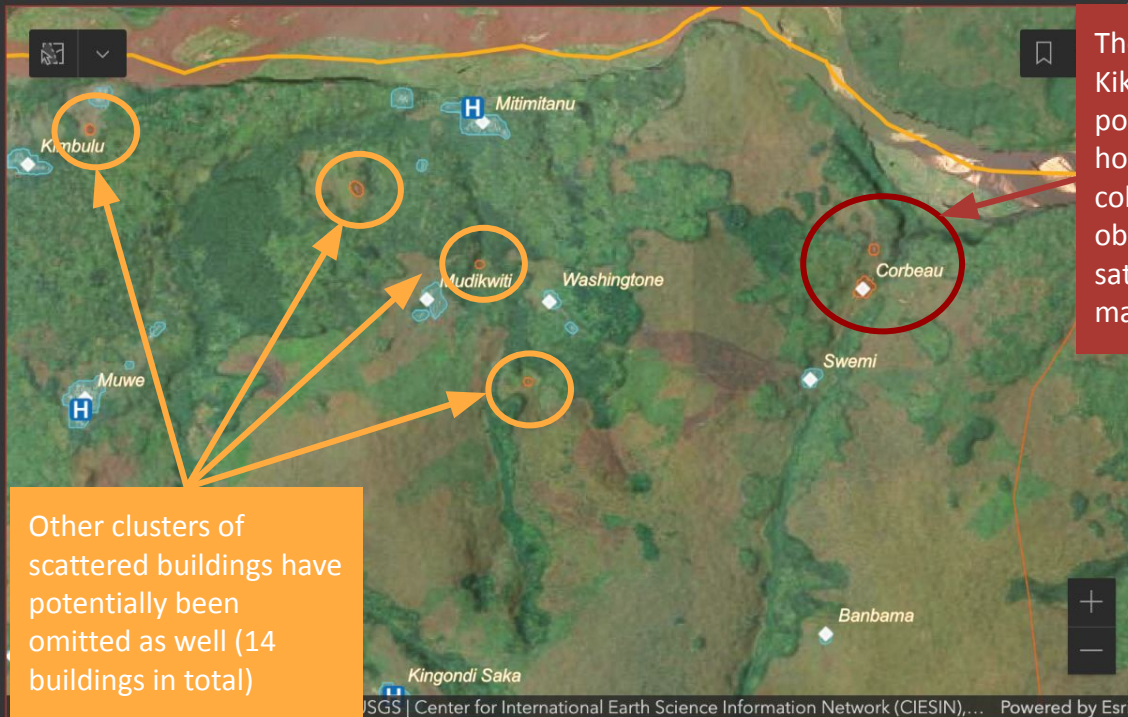 H
Mitimitanu
Kimbulu
Corbeau
Mudikwiti
Washingtone
Swemi
Muwe
H
Banbama
Kingondi Saka
H
Other clusters of
scattered buildings have
potentially been
omitted as well (14
buildings in total)
USGS | Center for International Earth Science Information Network (CIESIN),... Powered by Esr